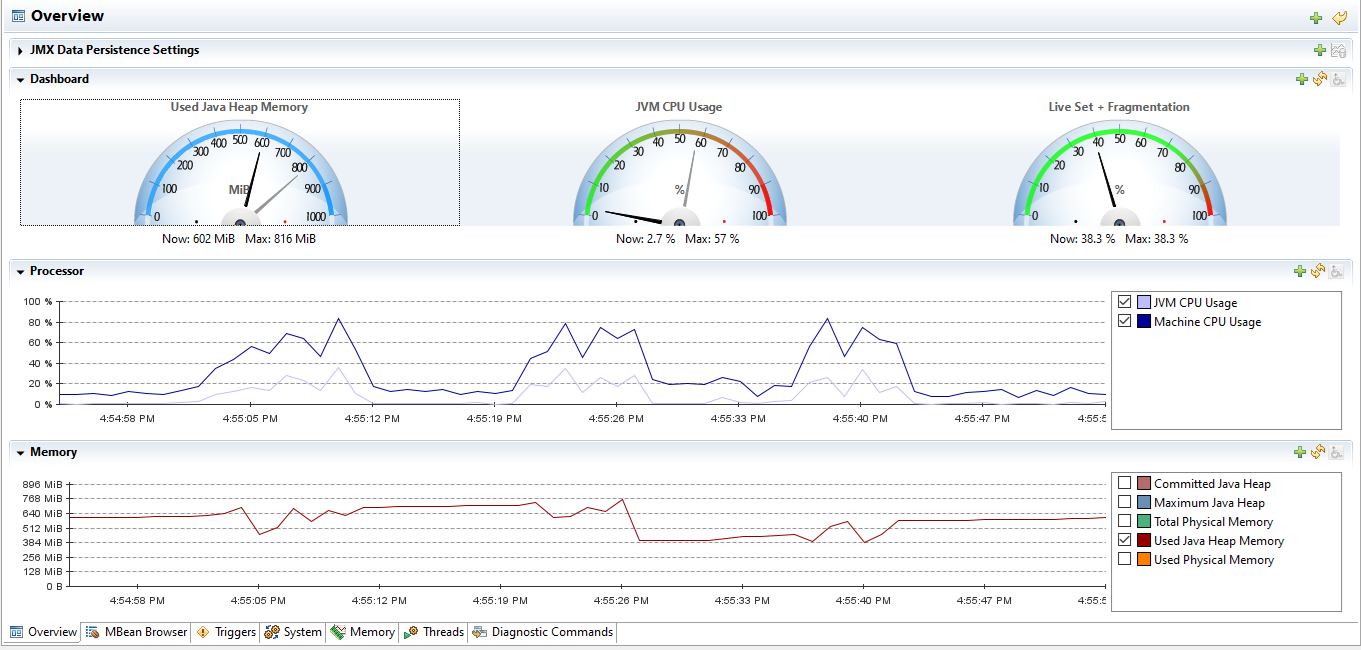 Overview
JMX Data Persistence Settings
Dashboard
Used Java Heap Memory
0 100 200 300 400 500 600 700 800 900 1000
MiB
Now: 602 MiB Max: 816 MiB
JVM CPU Usage
0 10 20 30 40 50 60 70 80 90 100
%
Now: 2.7 % Max: 57 %
Live Set + Fragmentation
0 10 20 30 40 50 60 70 80 90 100
%
Now: 38.3 % Max: 38.3 %
Processor
100 %
80 %
60 %
40 %
20 %
0 %
4:54:58 PM 4:55:05 PM 4:55:12 PM 4:55:19 PM 4:55:26 PM 4:55:33 PM 4:55:40 PM 4:55:47 PM 4:55:5
JVM CPU Usage
Machine CPU Usage
Memory
896 MiB
768 MiB
640 MiB
512 MiB
384 MiB
256 MiB
128 MiB
0 B
4:54:58 PM 4:55:05 PM 4:55:12 PM 4:55:19 PM 4:55:26 PM 4:55:33 PM 4:55:40 PM 4:55:47 PM 4:55:5
Committed Java Heap
Maximum Java Heap
Total Physical Memory
Used Java Heap Memory
Used Physical Memory
Overview MBean Browser Triggers System Memory Threads Diagnostic Commands